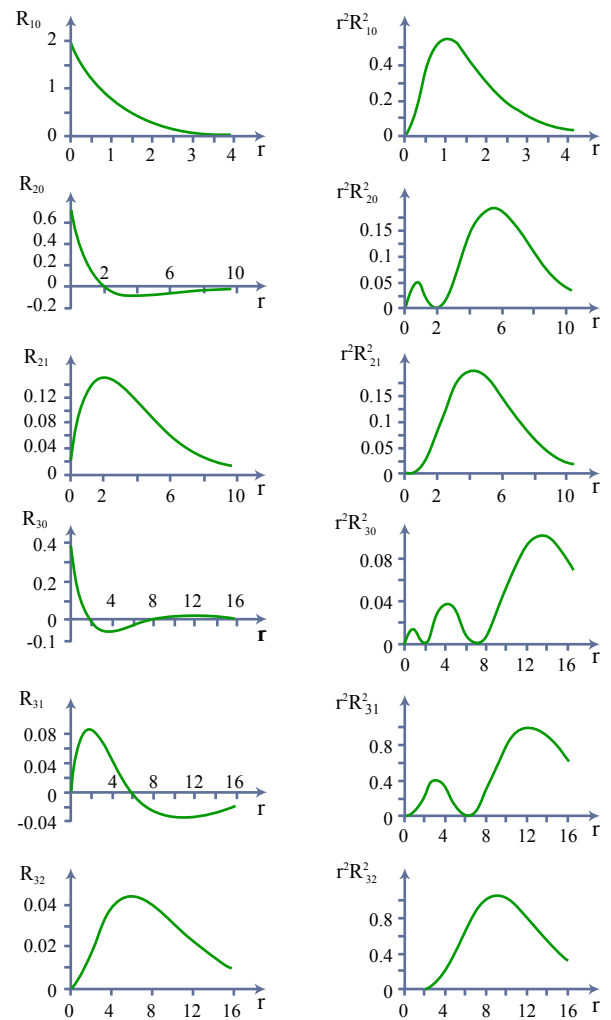 R₁₀
2
1
0
0 1 2 3 4 r
r²R²₁₀
0.4
0.2
0
0 1 2 3 4 r
R₂₀
0.6
0.4
0.2
0
-0.2
2 6 10
r
r²R²₂₀
0.15
0.1
0.05
0
0 2 6 10 r
R₂₁
0.12
0.08
0.04
0
0 2 6 10 r
r²R²₂₁
0.15
0.1
0.05
0
0 2 6 10 r
R₃₀
0.4
0.2
0
-0.1
4 8 12 16
r
r²R²₃₀
0.08
0.04
0
0 4 8 12 16 r
R₃₁
0.08
0.04
0
-0.04
4 8 12 16
r
r²R²₃₁
0.8
0.4
0
0 4 8 12 16 r
R₃₂
0.04
0.02
0
0 4 8 12 16 r
r²R²₃₂
0.8
0.4
0
0 4 8 12 16 r